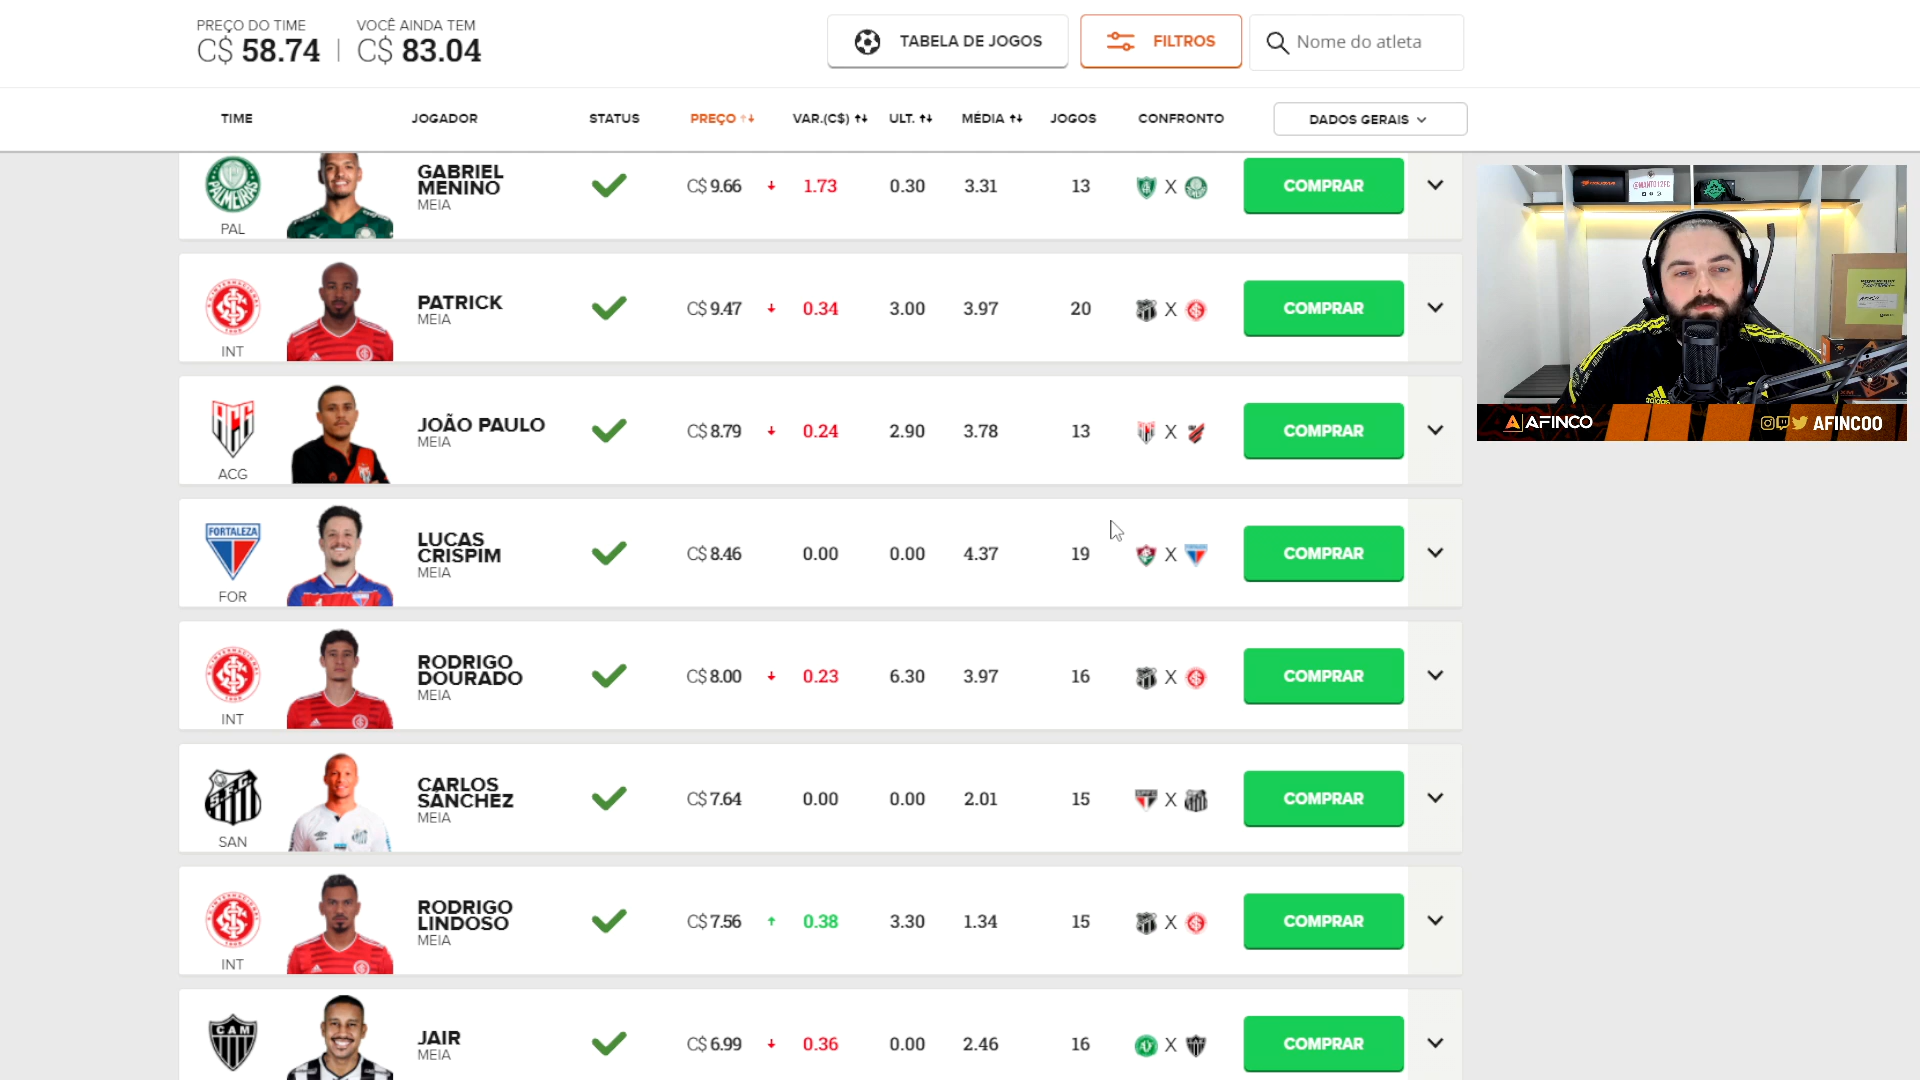 PREÇO DO TIME
C$ 58.74
VOCÊ AINDA TEM
C$ 83.04
TABELA DE JOGOS
FILTROS
Nome do atleta
TIME JOGADOR STATUS PREÇO VAR.(C$) ULT. MÉDIA JOGOS CONFRONTO DADOS GERAIS
PAL
GABRIEL
MENINO
MEIA
C$ 9.66 1.73 0.30 3.31 13 X COMPRAR
INT
PATRICK
MEIA
C$ 9.47 0.34 3.00 3.97 20 X COMPRAR
ACG
JOÃO PAULO
MEIA
C$ 8.79 0.24 2.90 3.78 13 X COMPRAR
FORTALEZA
FOR
LUCAS
CRISPIM
MEIA
C$ 8.46 0.00 0.00 4.37 19 X COMPRAR
INT
RODRIGO
DOURADO
MEIA
C$ 8.00 0.23 6.30 3.97 16 X COMPRAR
SAN
CARLOS
SÁNCHEZ
MEIA
C$ 7.64 0.00 0.00 2.01 15 X COMPRAR
INT
RODRIGO
LINDOSO
MEIA
C$ 7.56 0.38 3.30 1.34 15 X COMPRAR
CAM
JAIR
MEIA
C$ 6.99 0.36 0.00 2.46 16 X COMPRAR
@MANTO12FC
adidas
AFINCO
AFINCOO